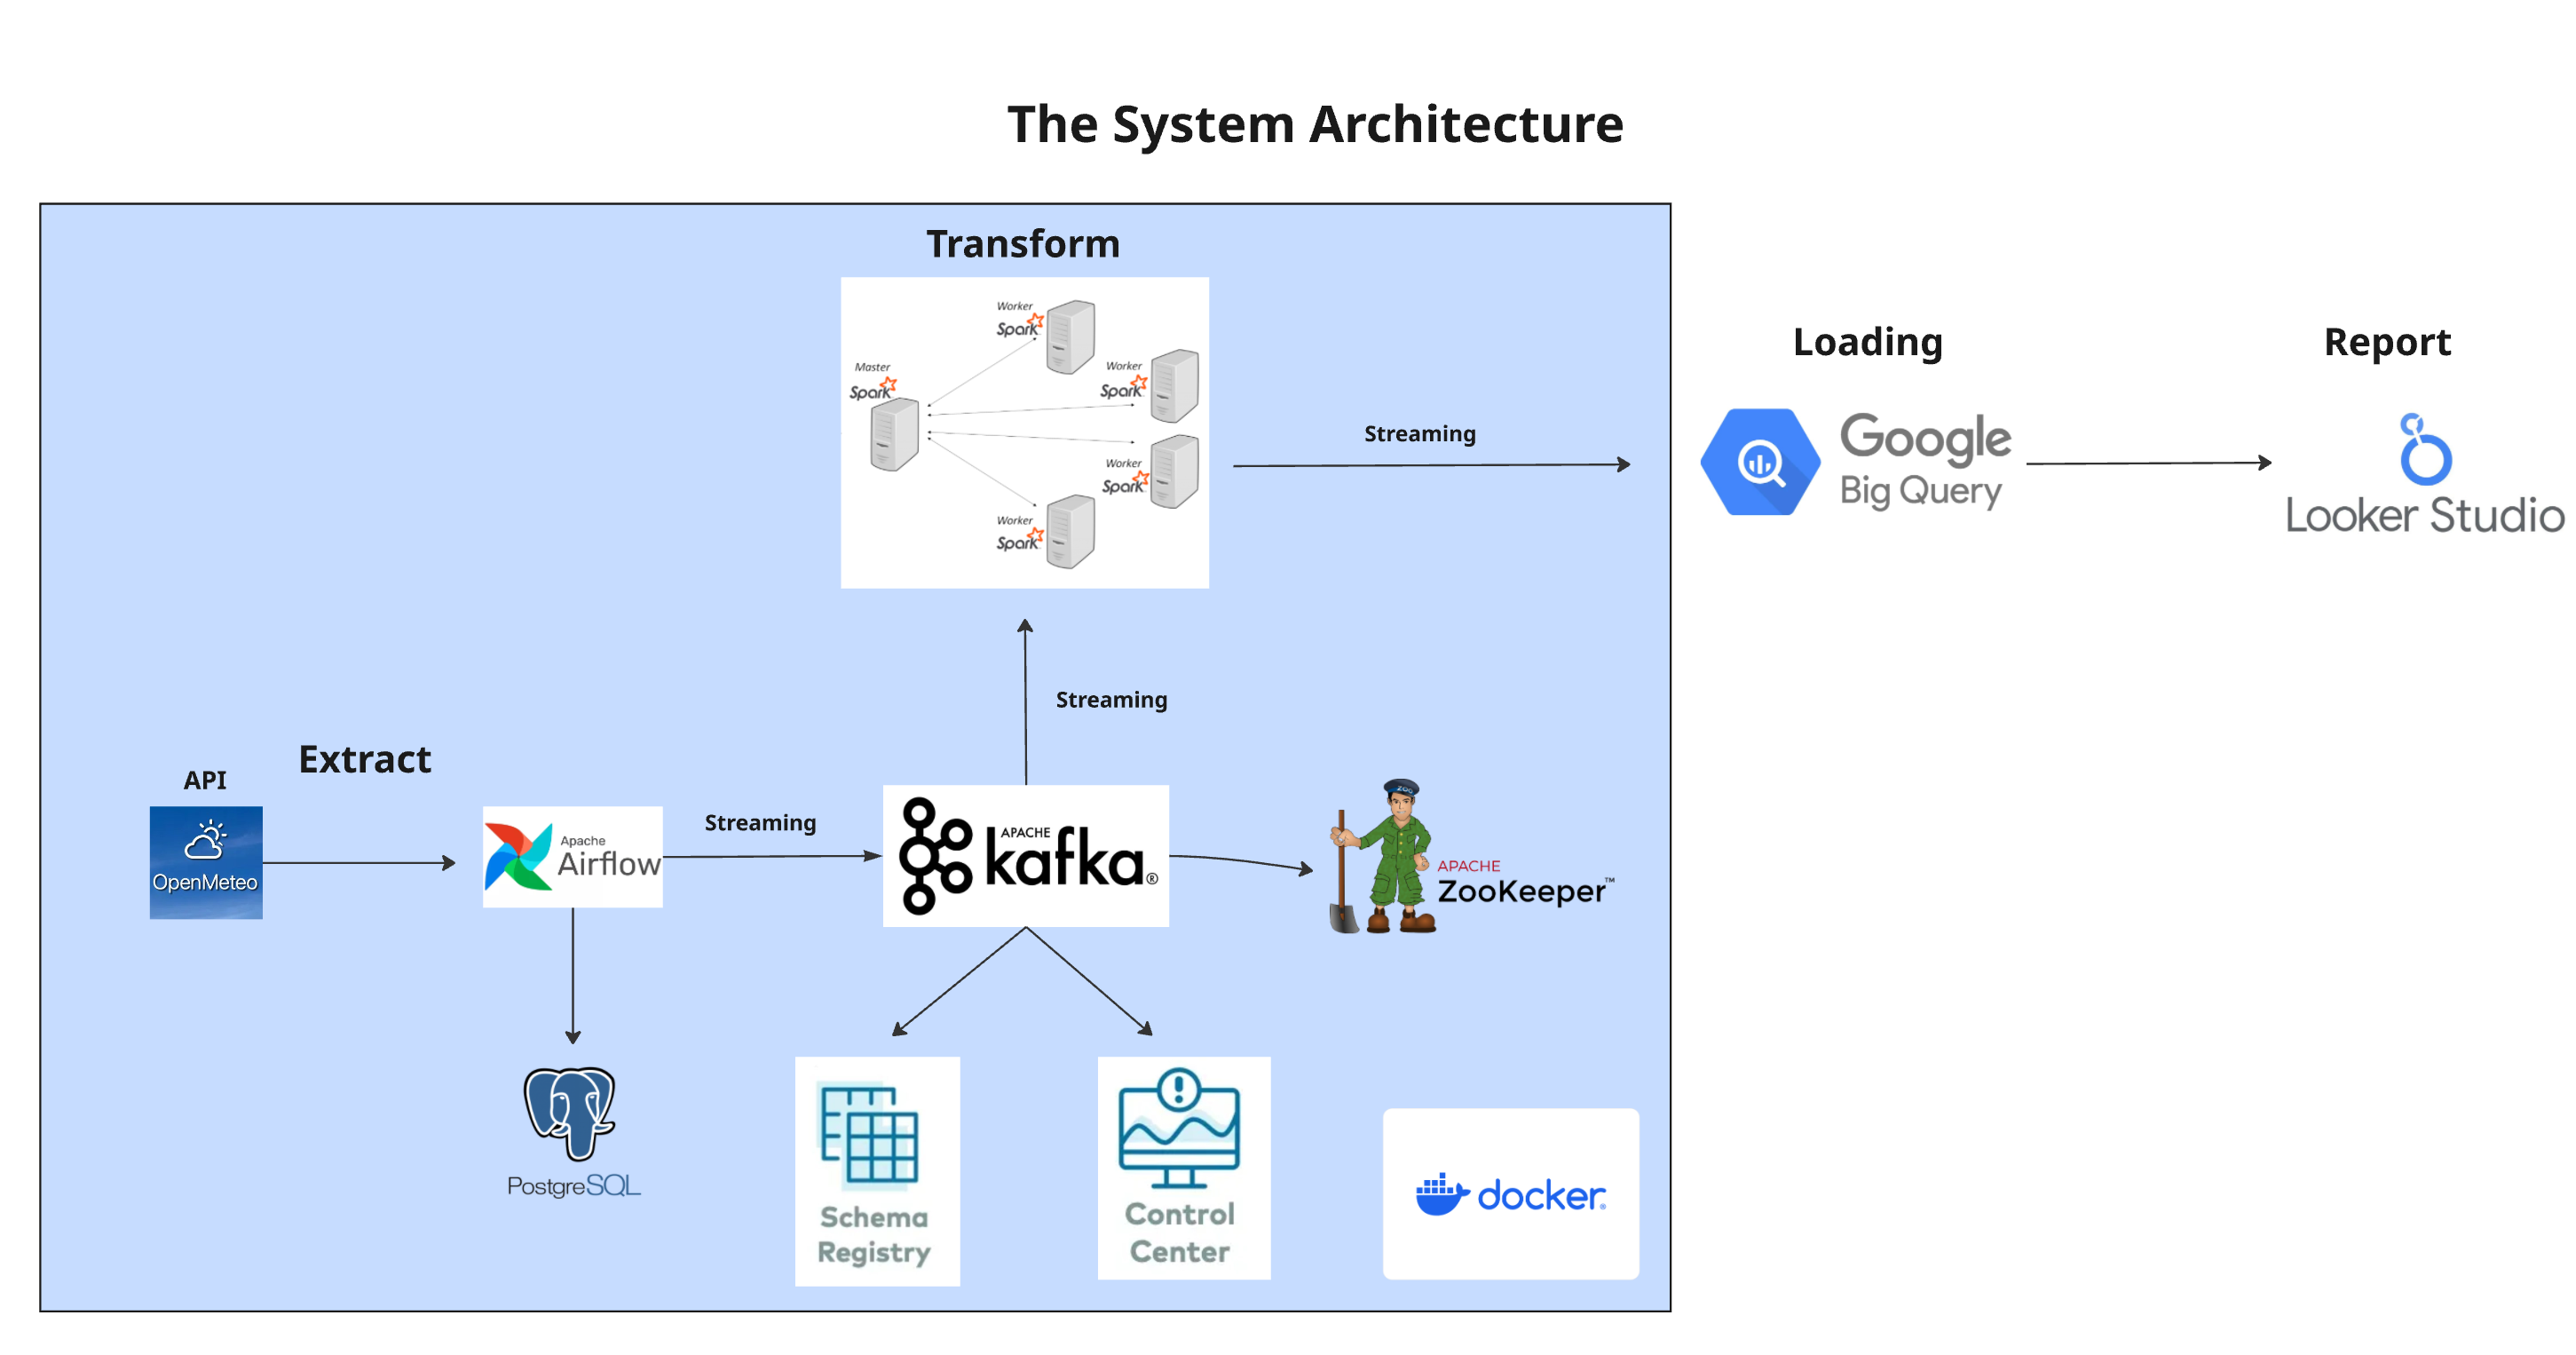 The System Architecture
Transform
Worker
Spark
Worker
Spark
Master
Spark
Worker
Spark
Worker
Spark
Streaming
Loading
Google
Big Query
Report
Looker Studio
Streaming
Extract
API
OpenMeteo
Apache
Airflow
Streaming
APACHE
kafka®
ZOO
APACHE
ZooKeeper™
PostgreSQL
Schema
Registry
Control
Center
docker®